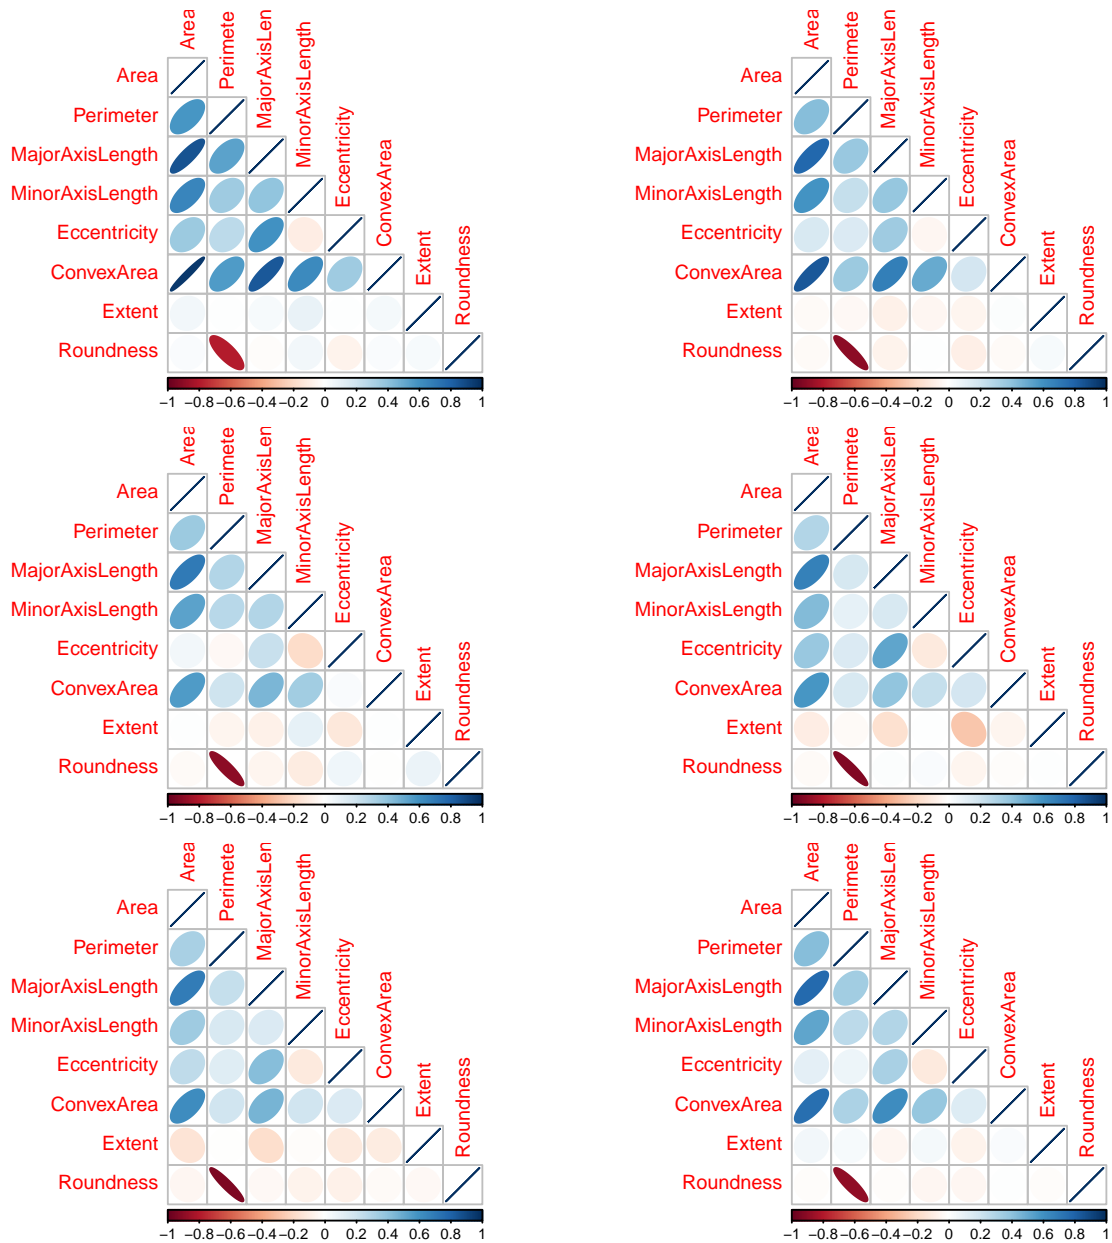 Area
Perimete
MajorAxisLen
MinorAxisLength
Eccentricity
ConvexArea
Extent
Roundness
Area
Perimeter
MajorAxisLength
MinorAxisLength
Eccentricity
ConvexArea
Extent
Roundness
−1 −0.8 −0.6 −0.4 −0.2 0 0.2 0.4 0.6 0.8 1
Area
Perimete
MajorAxisLen
MinorAxisLength
Eccentricity
ConvexArea
Extent
Roundness
Area
Perimeter
MajorAxisLength
MinorAxisLength
Eccentricity
ConvexArea
Extent
Roundness
−1 −0.8 −0.6 −0.4 −0.2 0 0.2 0.4 0.6 0.8 1
Area
Perimete
MajorAxisLen
MinorAxisLength
Eccentricity
ConvexArea
Extent
Roundness
Area
Perimeter
MajorAxisLength
MinorAxisLength
Eccentricity
ConvexArea
Extent
Roundness
−1 −0.8 −0.6 −0.4 −0.2 0 0.2 0.4 0.6 0.8 1
Area
Perimete
MajorAxisLen
MinorAxisLength
Eccentricity
ConvexArea
Extent
Roundness
Area
Perimeter
MajorAxisLength
MinorAxisLength
Eccentricity
ConvexArea
Extent
Roundness
−1 −0.8 −0.6 −0.4 −0.2 0 0.2 0.4 0.6 0.8 1
Area
Perimete
MajorAxisLen
MinorAxisLength
Eccentricity
ConvexArea
Extent
Roundness
Area
Perimeter
MajorAxisLength
MinorAxisLength
Eccentricity
ConvexArea
Extent
Roundness
−1 −0.8 −0.6 −0.4 −0.2 0 0.2 0.4 0.6 0.8 1
Area
Perimete
MajorAxisLen
MinorAxisLength
Eccentricity
ConvexArea
Extent
Roundness
Area
Perimeter
MajorAxisLength
MinorAxisLength
Eccentricity
ConvexArea
Extent
Roundness
−1 −0.8 −0.6 −0.4 −0.2 0 0.2 0.4 0.6 0.8 1